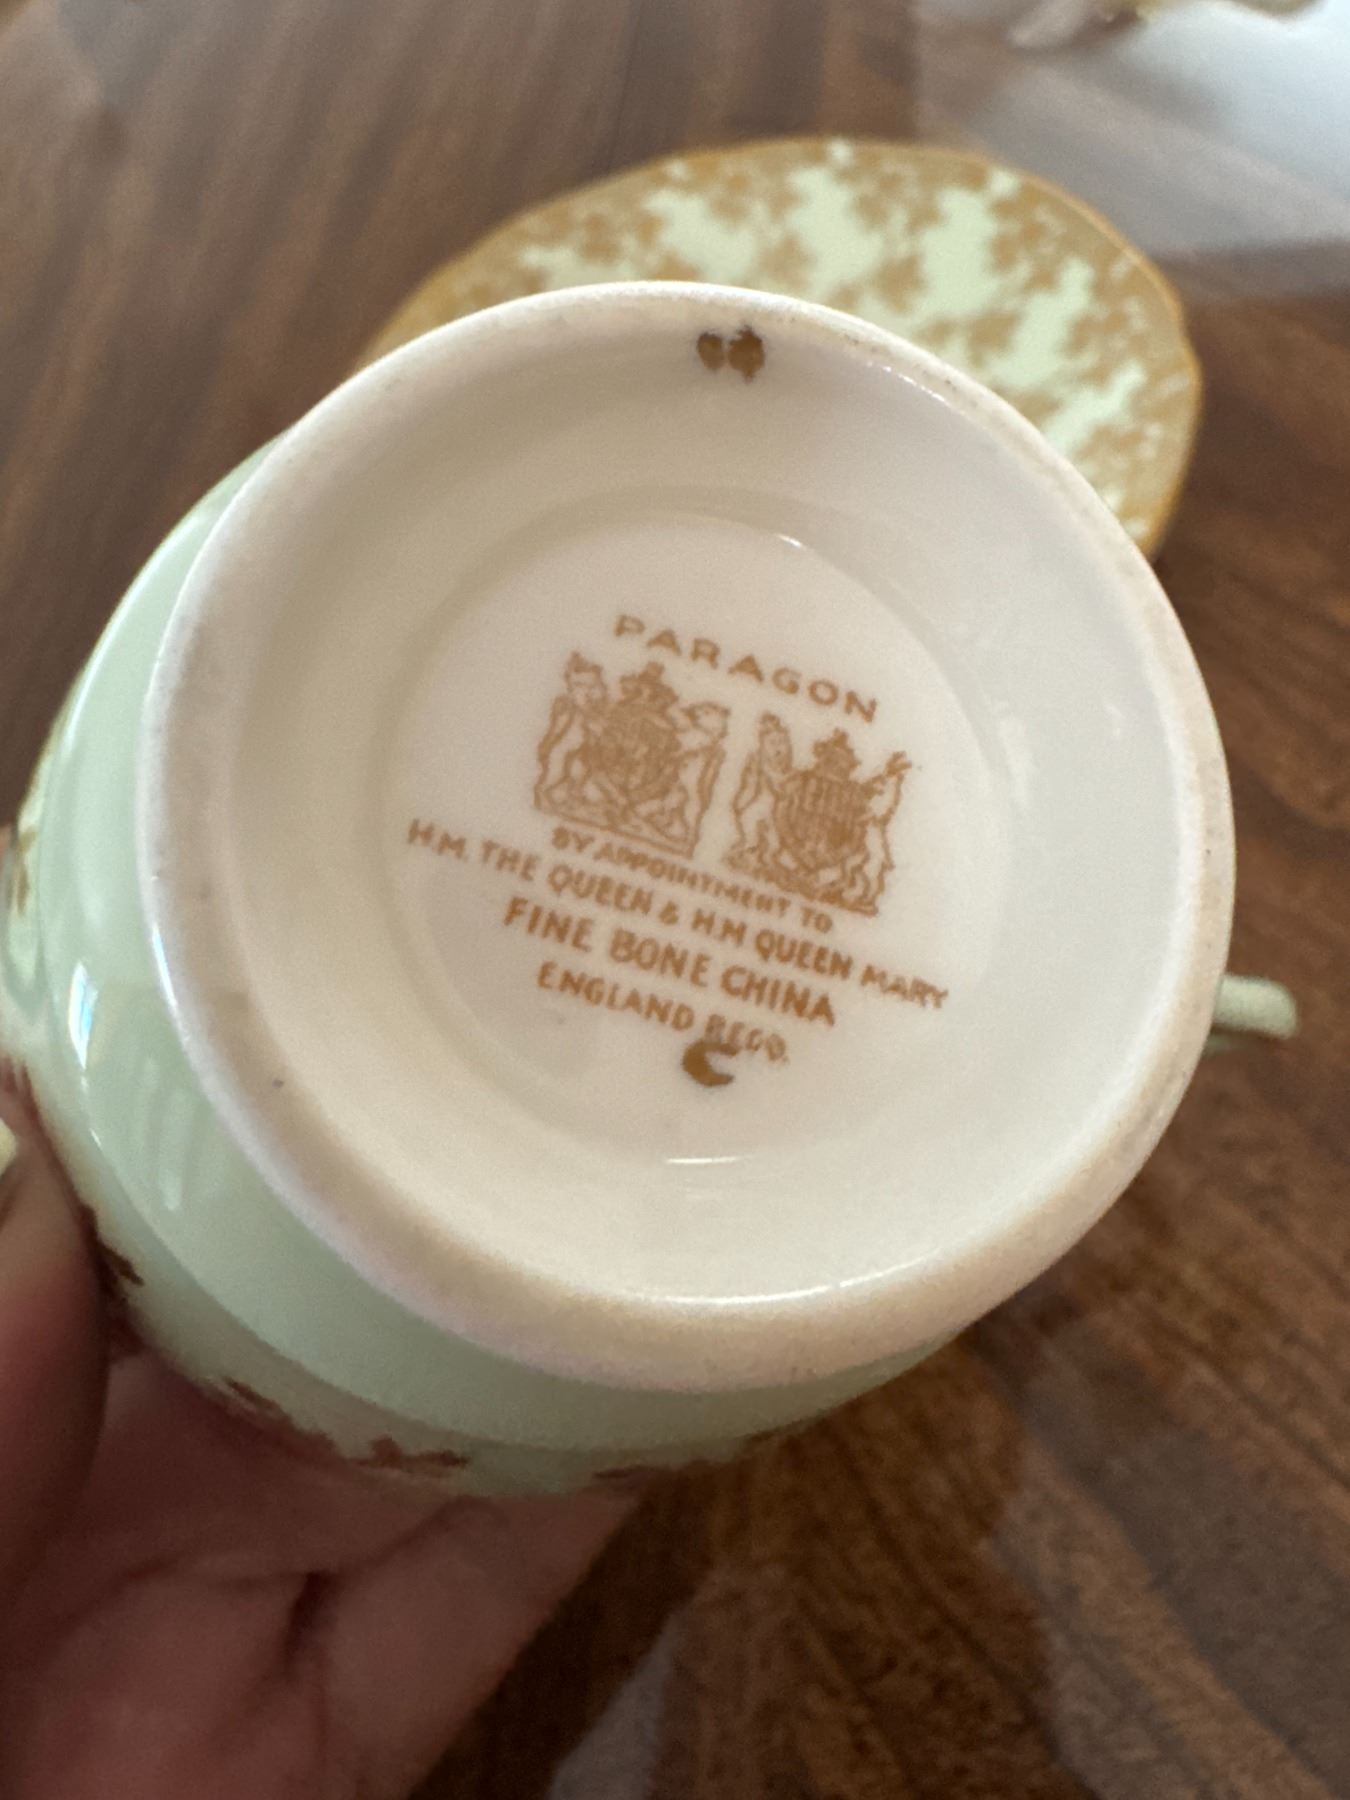 PARAGON
BY APPOINTMENT TO
H.M. THE QUEEN & H.M QUEEN MARY
FINE BONE CHINA
ENGLAND REGD.